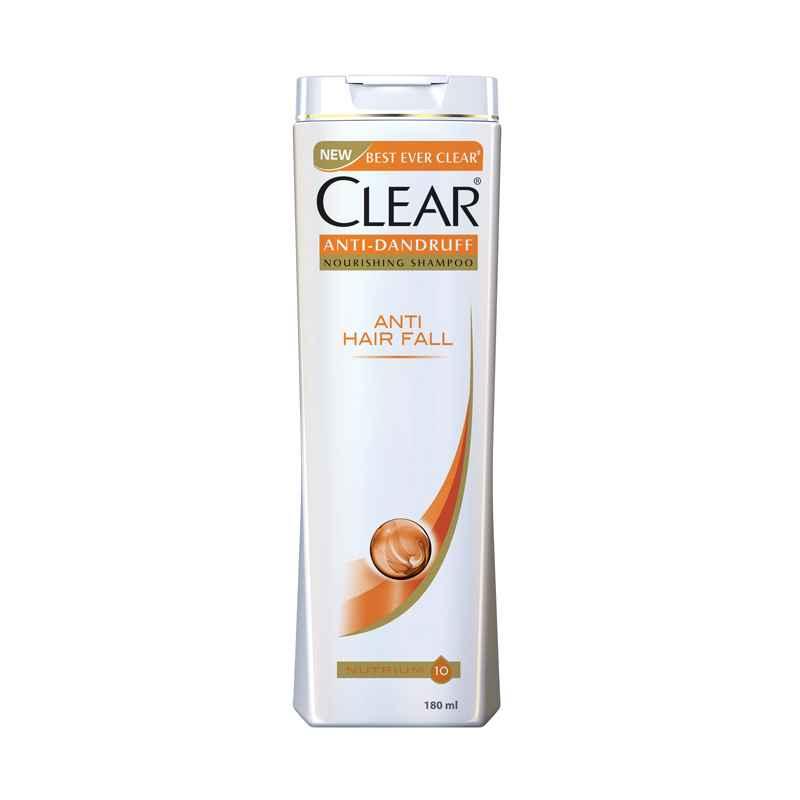 NEW BEST EVER CLEAR‡
CLEAR®
ANTI-DANDRUFF
NOURISHING SHAMPOO
ANTI
HAIR FALL
NUTRIUM 10
180 ml